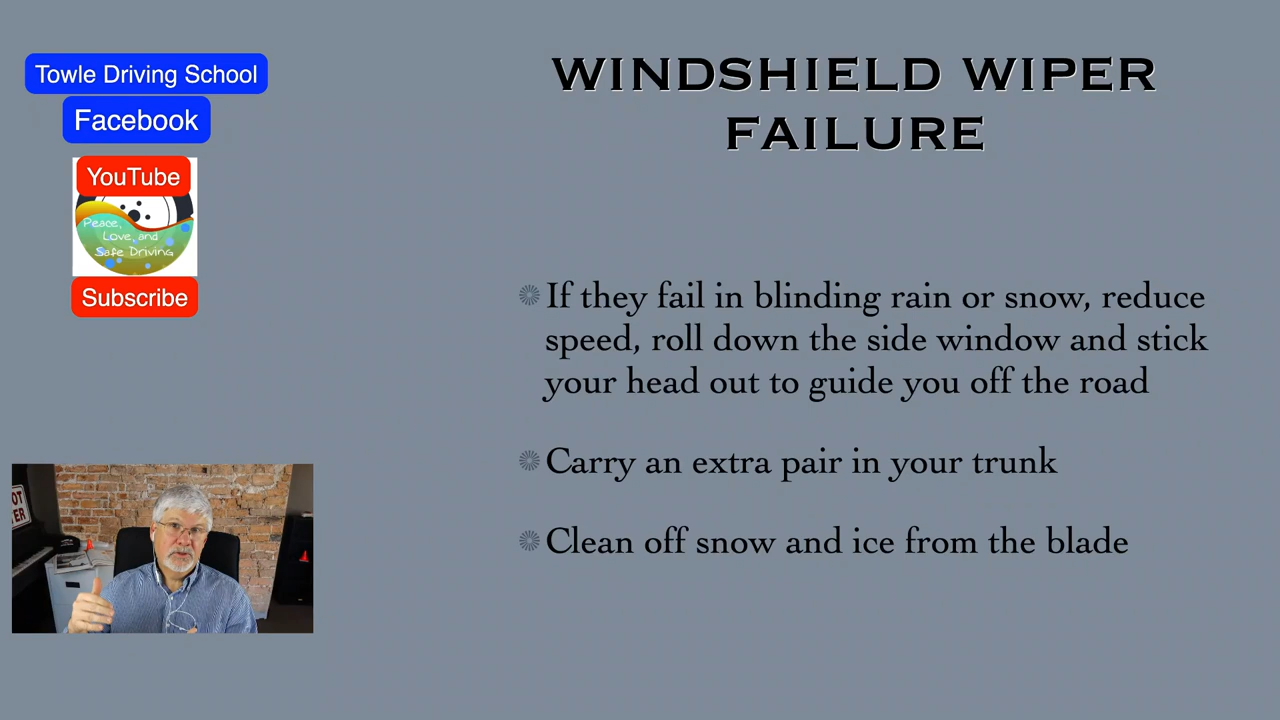 Towle Driving School
Facebook
YouTube
Peace,
Love, and
Safe Driving
Subscribe
WINDSHIELD WIPER
FAILURE
If they fail in blinding rain or snow, reduce
speed, roll down the side window and stick
your head out to guide you off the road
Carry an extra pair in your trunk
Clean off snow and ice from the blade